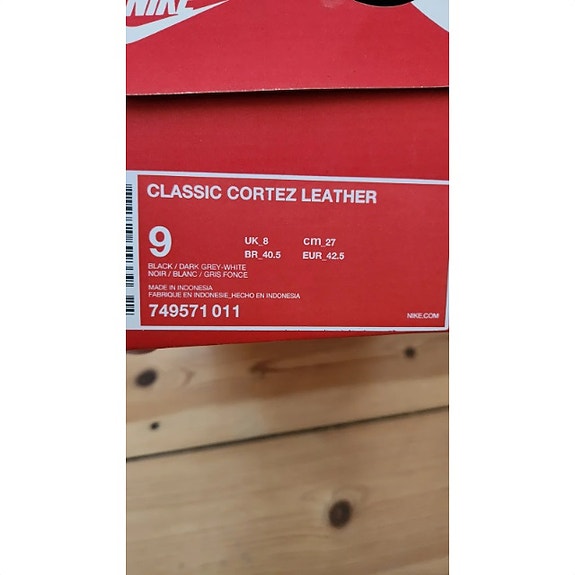 NIKE
CLASSIC CORTEZ LEATHER
9
UK_8 cm_27
BR_40.5 EUR_42.5
BLACK / DARK GREY-WHITE
NOIR / BLANC / GRIS FONCE
MADE IN INDONESIA
FABRIQUE EN INDONESIE_HECHO EN INDONESIA
749571 011
NIKE.COM